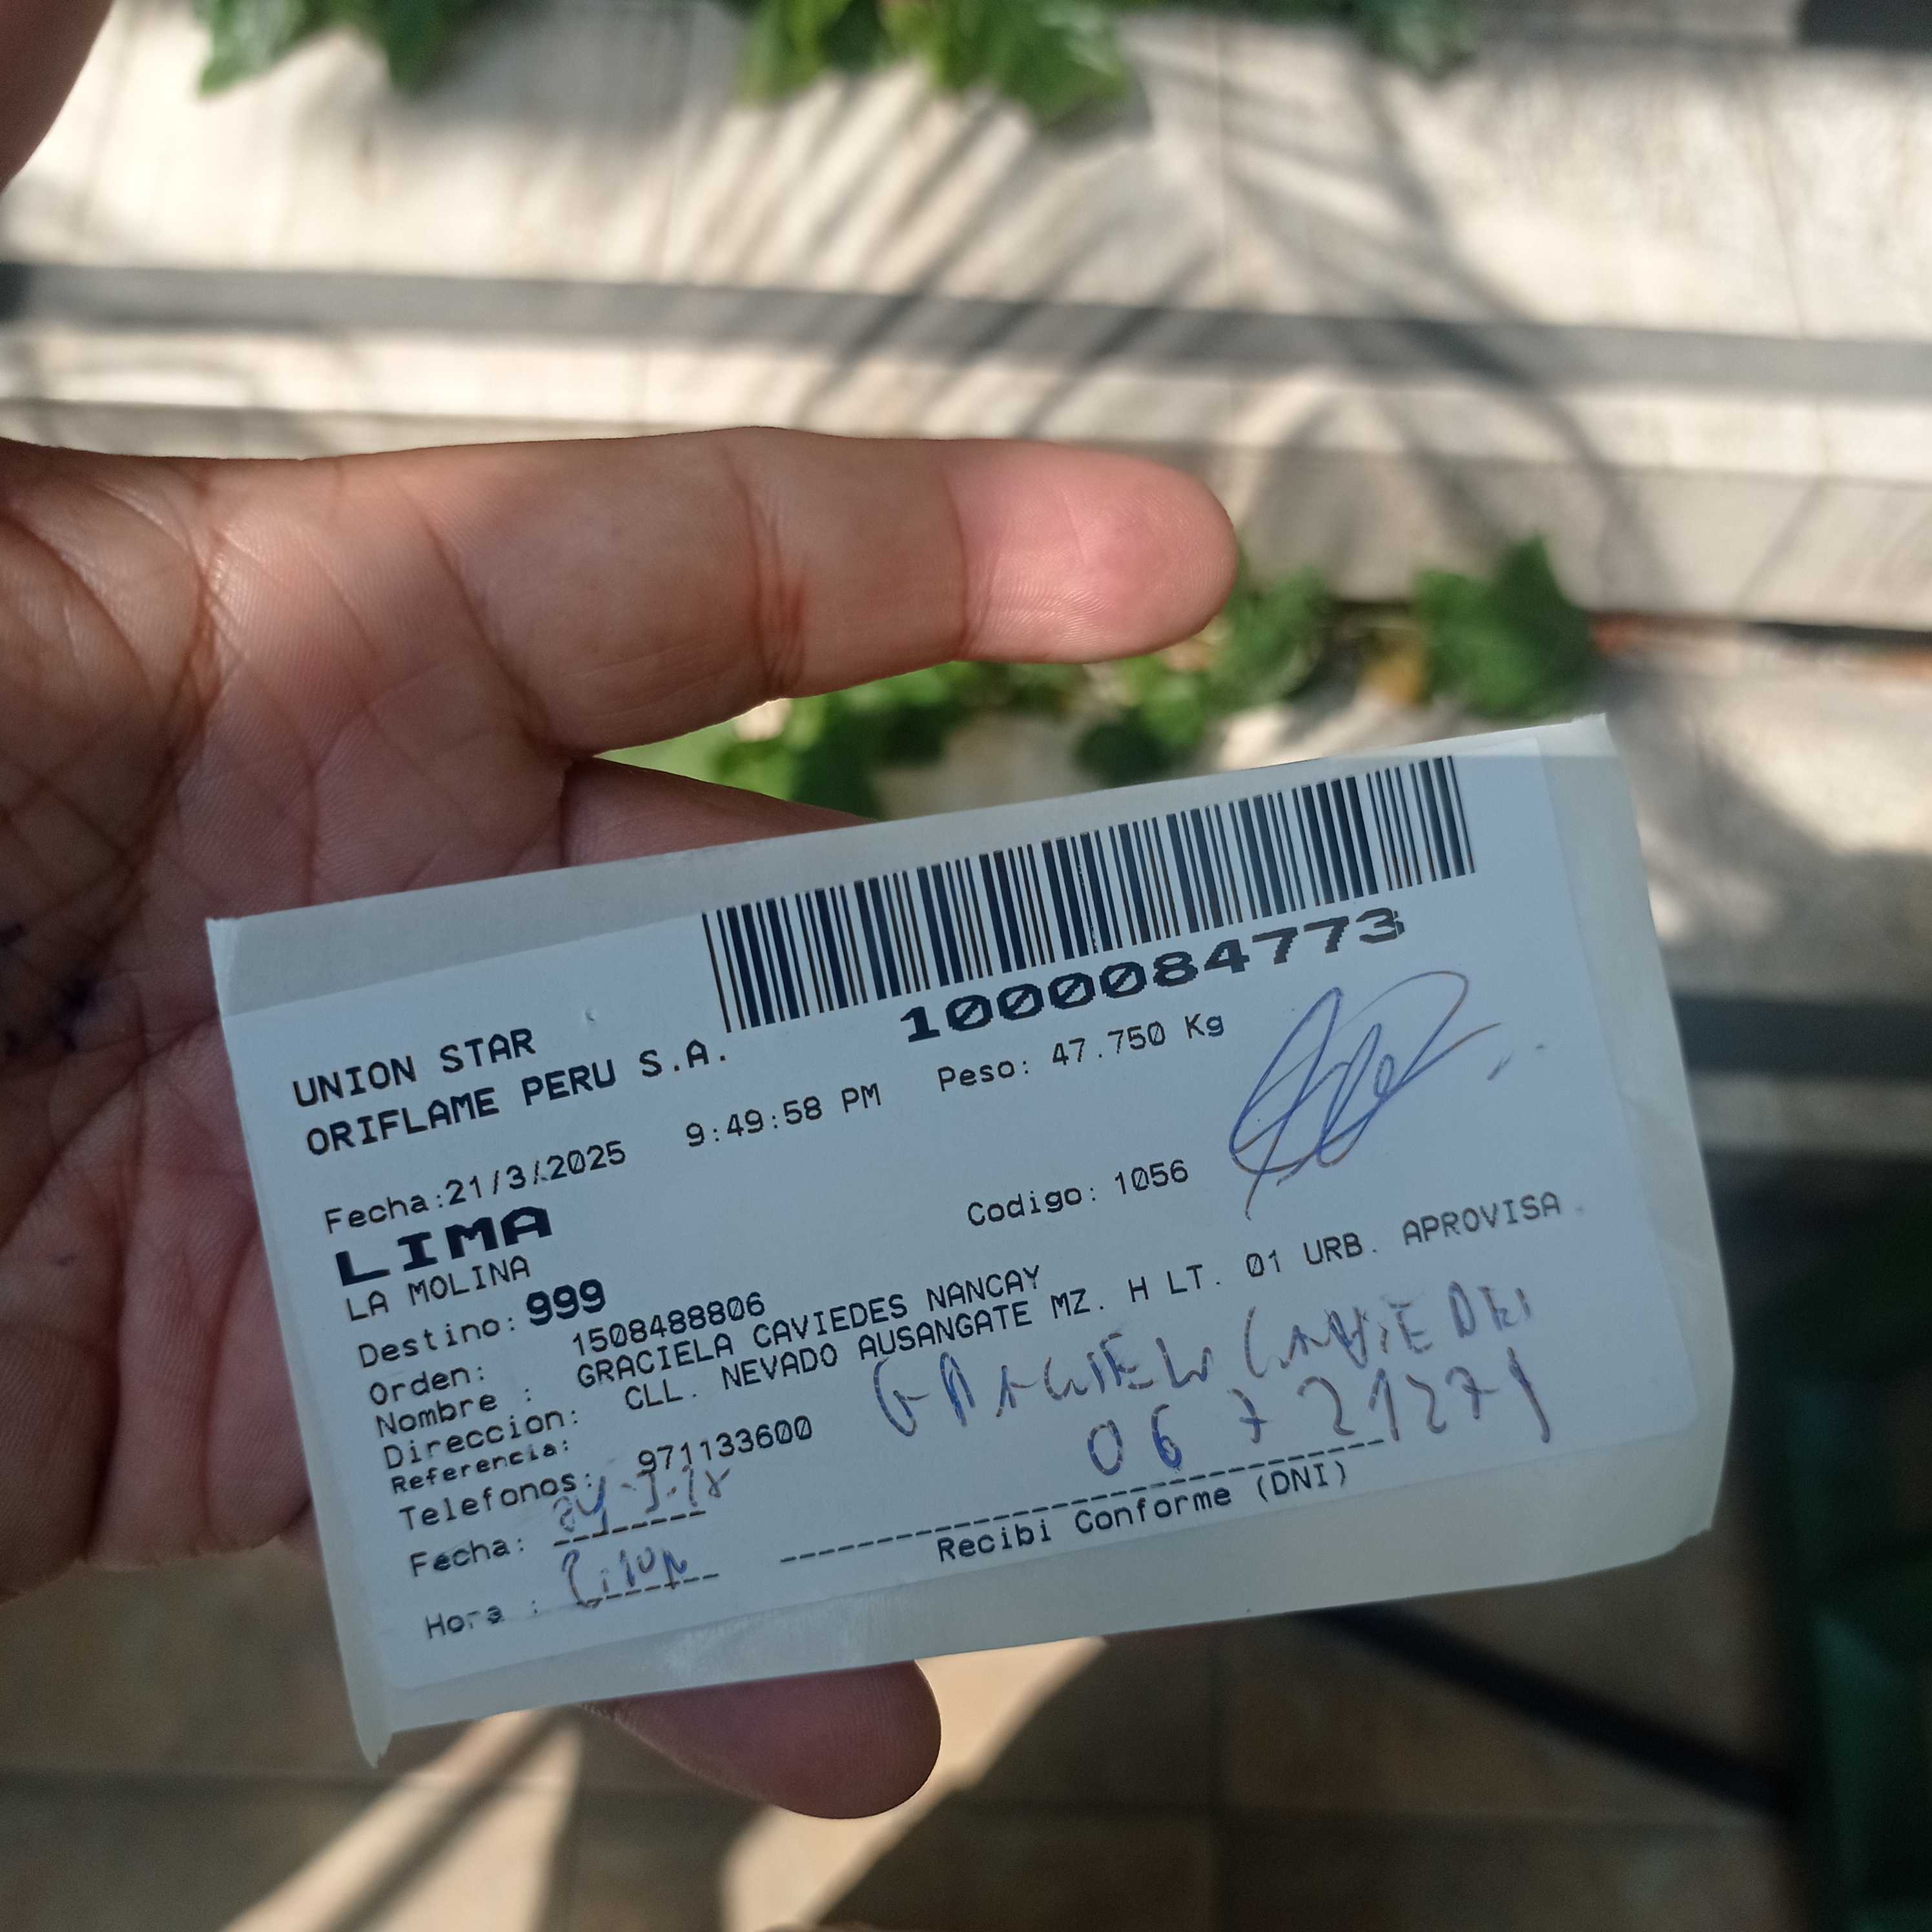 1000084773
UNION STAR
ORIFLAME PERU S.A.
Fecha:21/3/2025 9:49:58 PM Peso: 47.750 Kg
LIMA
LA MOLINA Codigo: 1056
Destino: 999
Orden: 1508488806
Nombre : GRACIELA CAVIEDES NANCAY
Direccion: CLL. NEVADO AUSANGATE MZ. H LT. 01 URB. APROVISA
Referencia:
Telefonos: 971133600
Fecha:
Hora :
Recibi Conforme (DNI)